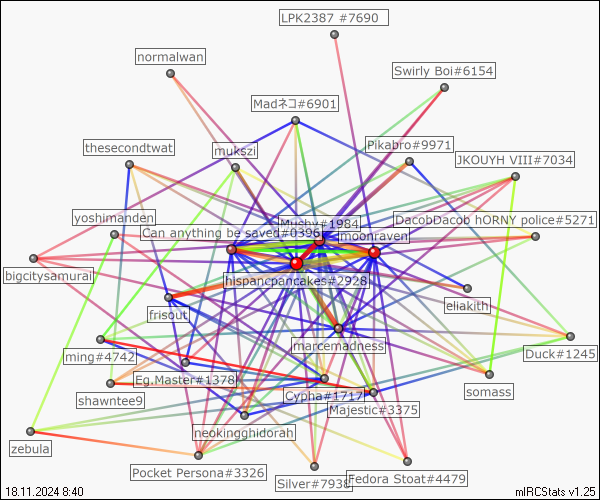 LPK2387 #7690
normalwan
Swirly Boi#6154
Madネコ#6901
Pikabro#9971
thesecondtwat
mukszi
JKOUYH VIII#7034
yoshimanden
Mushy#1984
DacobDacob hORNY police#5271
Can anything be saved#0396
moonraven
bigcitysamurai
hispancpancakes#2928
eliakith
frisout
marcemadness
ming#4742
Duck#1245
Eg.Master#1378
shawntee9
Cypha#1717
somass
Majestic#3375
neokingghidorah
zebula
Pocket Persona#3326
Silver#7938
Fedora Stoat#4479
18.11.2024 8:40
mIRCStats v1.25